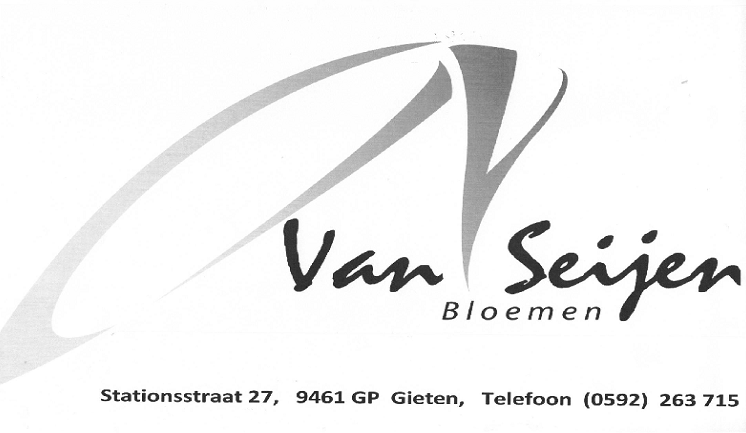 Van Seijen
Bloemen
Stationsstraat 27, 9461 GP Gieten, Telefoon (0592) 263 715